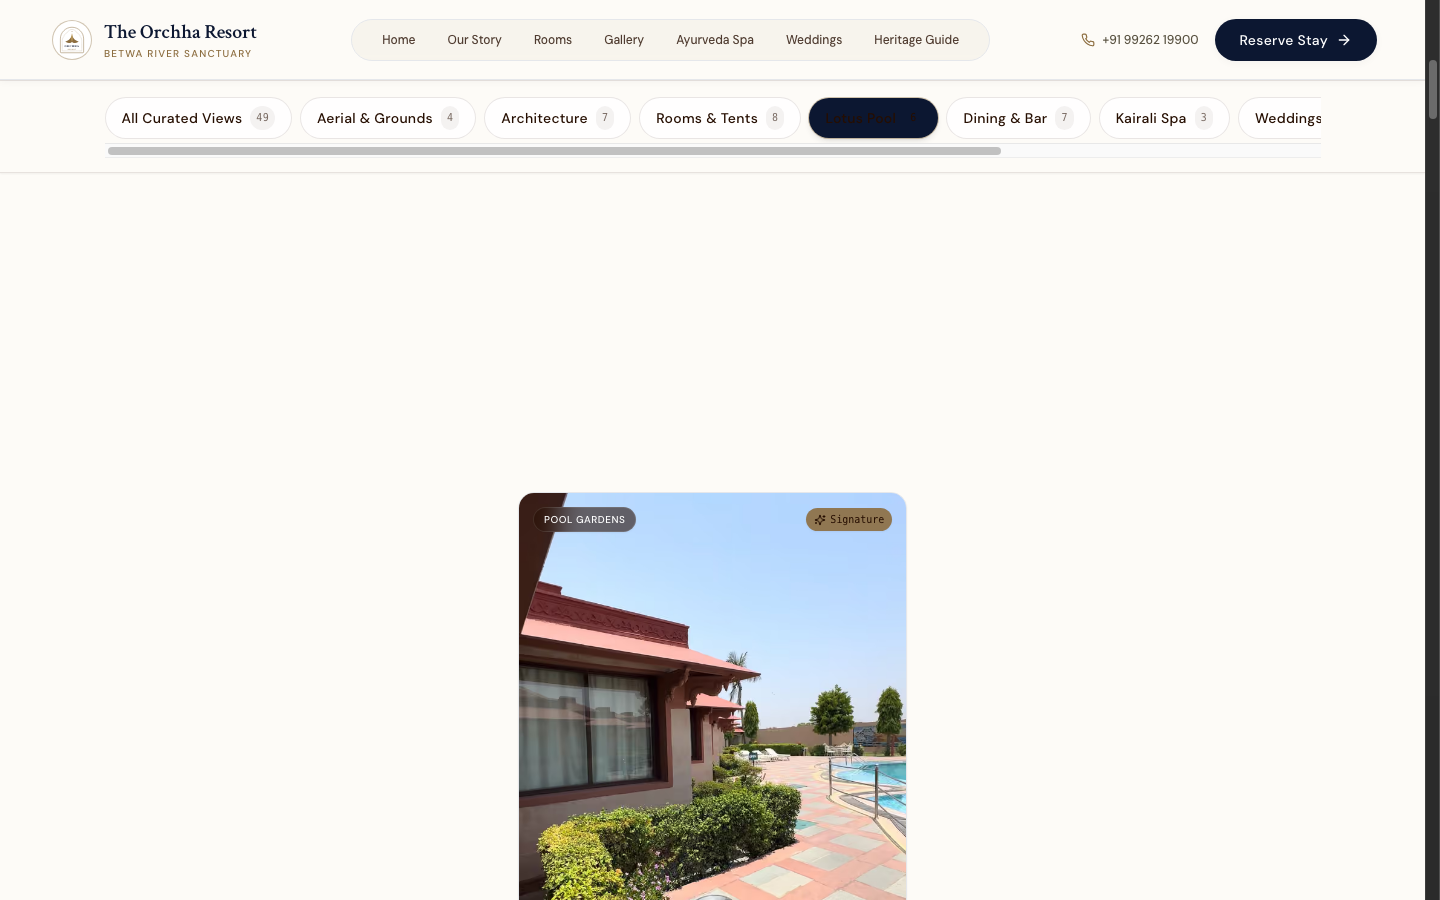 The Orchha Resort
BETWA RIVER SANCTUARY
Home
Our Story
Rooms
Gallery
Ayurveda Spa
Weddings
Heritage Guide
+91 99262 19900
Reserve Stay
All Curated Views 49
Aerial & Grounds 4
Architecture 7
Rooms & Tents 8
Lotus Pool
Dining & Bar 7
Kairali Spa 3
Weddings
POOL GARDENS
Signature